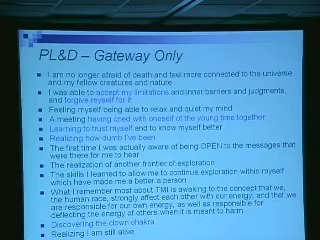 PL&D – Gateway Only
I am no longer afraid of death and feel more connected to the universe
and my fellow creatures and nature
I was able to accept my limitations and inner barriers and judgments,
and forgive myself for it
Feeling myself being able to relax and quiet my mind
A meeting having ched with oneself of the young time together
Learning to trust myself and to know myself better
Realizing how dumb I've been
The first time I was actually aware of being OPEN to the messages that
were there for me to hear
The realization of another frontier of exploration
The skills I learned to allow me to continue exploration within myself
which have made me a better person
What I remember most about TMI is awaking to the concept that we,
the human race, strongly affect each other with our energy, and that we
are responsible for our own energy, as well as responsible for
deflecting the energy of others when it is meant to harm
Discovering the down chakra
Realizing I am still alive